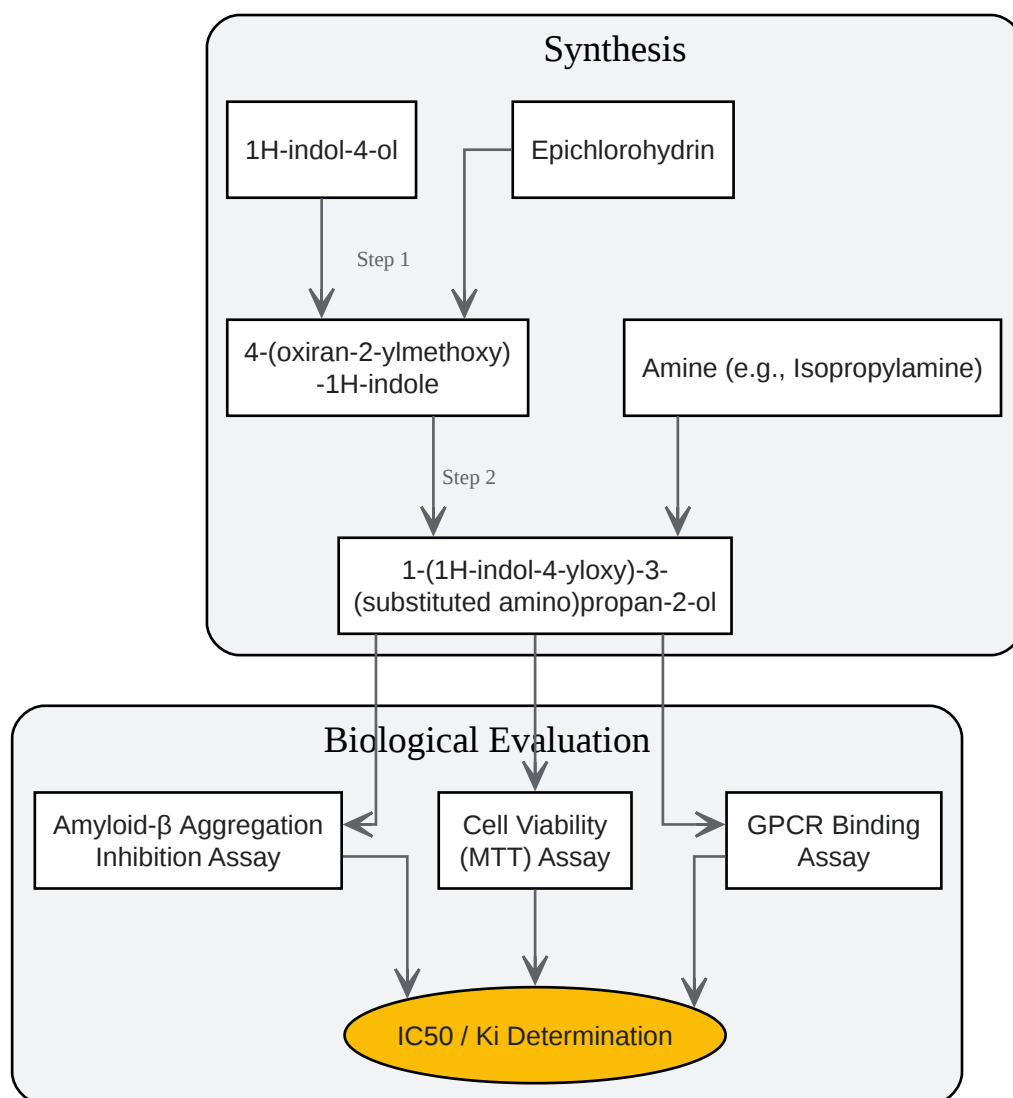 Synthesis
1H-indol-4-ol
Epichlorohydrin
Step 1
4-(oxiran-2-ylmethoxy)
-1H-indole
Amine (e.g., Isopropylamine)
Step 2
1-(1H-indol-4-yloxy)-3-
(substituted amino)propan-2-ol
Biological Evaluation
Amyloid-β Aggregation
Inhibition Assay
Cell Viability
(MTT) Assay
GPCR Binding
Assay
IC50 / Ki Determination